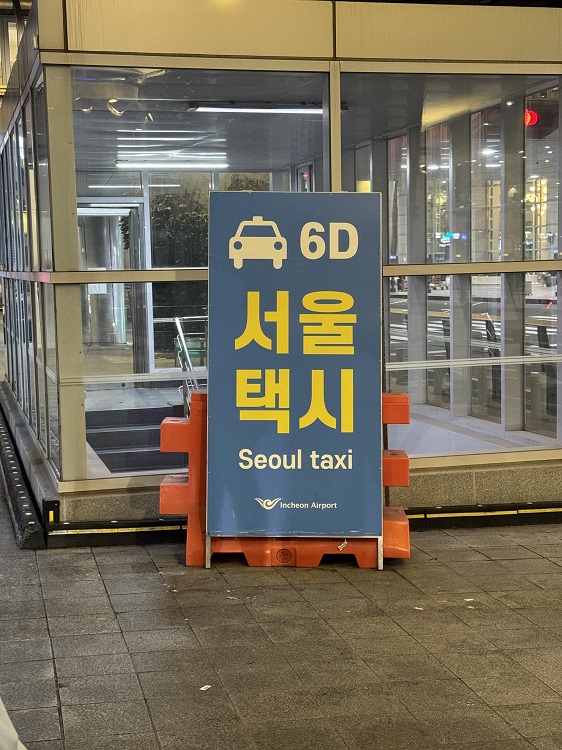 6D
서울
택시
Seoul taxi
Incheon Airport